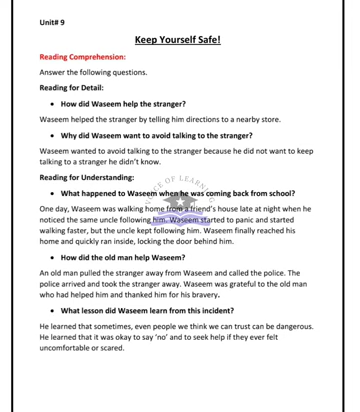 Unit# 9
Keep Yourself Safe!
Reading Comprehension:
Answer the following questions.
Reading for Detail:
• How did Waseem help the stranger?
Waseem helped the stranger by telling him directions to a nearby store.
• Why did Waseem want to avoid talking to the stranger?
Waseem wanted to avoid talking to the stranger because he did not want to keep
talking to a stranger he didn't know.
Reading for Understanding:
• What happened to Waseem when he was coming back from school?
One day, Waseem was walking home from a friend's house late at night when he
noticed the same uncle following him. Waseem started to panic and started
walking faster, but the uncle kept following him. Waseem finally reached his
home and quickly ran inside, locking the door behind him.
• How did the old man help Waseem?
An old man pulled the stranger away from Waseem and called the police. The
police arrived and took the stranger away. Waseem was grateful to the old man
who had helped him and thanked him for his bravery.
• What lesson did Waseem learn from this incident?
He learned that sometimes, even people we think we can trust can be dangerous.
He learned that it was okay to say 'no' and to seek help if they ever felt
uncomfortable or scared.
OF LEARNING